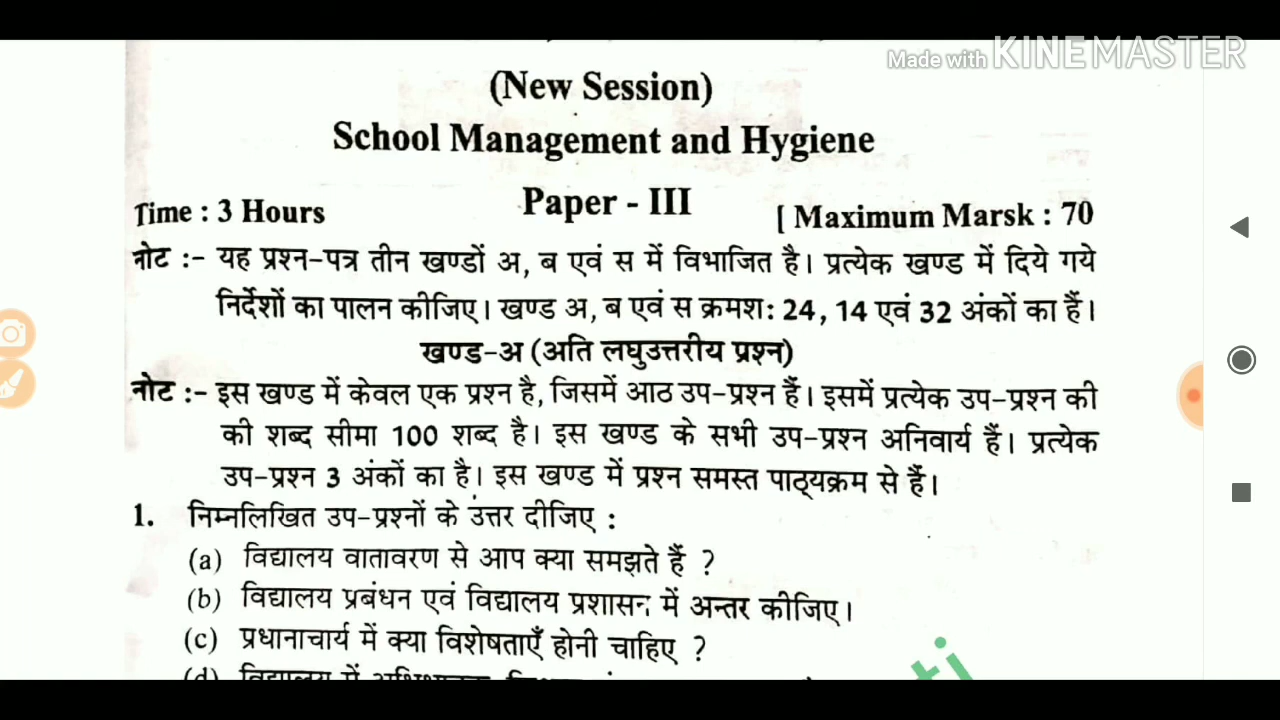 Made with KINEMASTER
(New Session)
School Management and Hygiene
Paper - III
Time : 3 Hours
[ Maximum Marsk : 70
नोट :- यह प्रश्न-पत्र तीन खण्डों अ, ब एवं स में विभाजित है। प्रत्येक खण्ड में दिये गये
निर्देशों का पालन कीजिए। खण्ड अ, ब एवं स क्रमश: 24, 14 एवं 32 अंकों का हैं।
खण्ड-अ (अति लघुउत्तरीय प्रश्न)
नोट :- इस खण्ड में केवल एक प्रश्न है, जिसमें आठ उप-प्रश्न हैं। इसमें प्रत्येक उप-प्रश्न की
की शब्द सीमा 100 शब्द है। इस खण्ड के सभी उप-प्रश्न अनिवार्य हैं। प्रत्येक
उप-प्रश्न 3 अंकों का है। इस खण्ड में प्रश्न समस्त पाठ्यक्रम से हैं।
1. निम्नलिखित उप-प्रश्नों के उत्तर दीजिए :
(a) विद्यालय वातावरण से आप क्या समझते हैं ?
(b) विद्यालय प्रबंधन एवं विद्यालय प्रशासन में अन्तर कीजिए।
(c) प्रधानाचार्य में क्या विशेषताएँ होनी चाहिए ?
(d) विद्यालय में